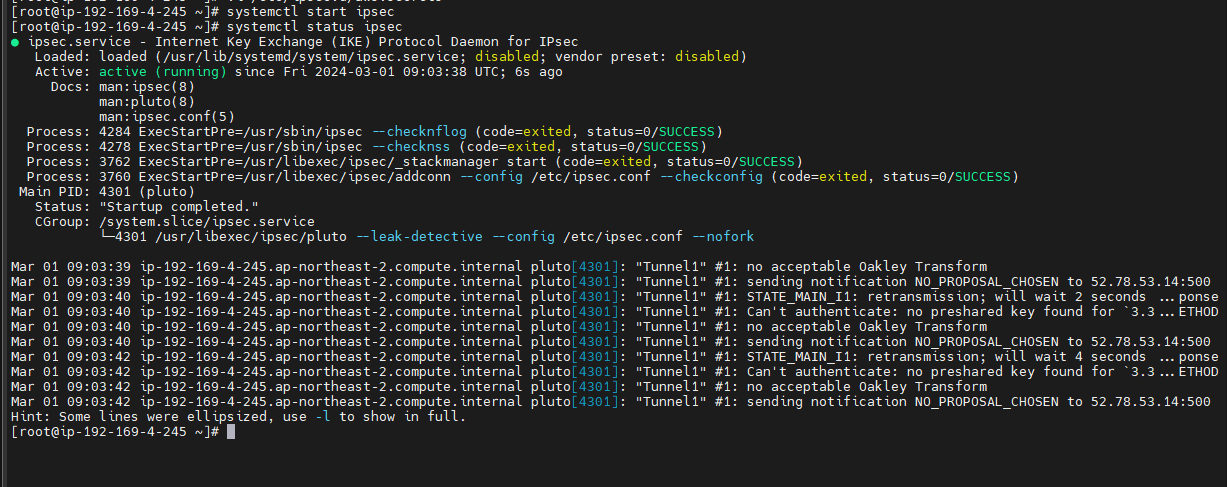 [root@ip-192-169-4-245 ~]# systemctl start ipsec
[root@ip-192-169-4-245 ~]# systemctl status ipsec
● ipsec.service - Internet Key Exchange (IKE) Protocol Daemon for IPsec
   Loaded: loaded (/usr/lib/systemd/system/ipsec.service; disabled; vendor preset: disabled)
   Active: active (running) since Fri 2024-03-01 09:03:38 UTC; 6s ago
     Docs: man:ipsec(8)
           man:pluto(8)
           man:ipsec.conf(5)
  Process: 4284 ExecStartPre=/usr/sbin/ipsec --checknflog (code=exited, status=0/SUCCESS)
  Process: 4278 ExecStartPre=/usr/sbin/ipsec --checknss (code=exited, status=0/SUCCESS)
  Process: 3762 ExecStartPre=/usr/libexec/ipsec/_stackmanager start (code=exited, status=0/SUCCESS)
  Process: 3760 ExecStartPre=/usr/libexec/ipsec/addconn --config /etc/ipsec.conf --checkconfig (code=exited, status=0/SUCCESS)
 Main PID: 4301 (pluto)
   Status: "Startup completed."
   CGroup: /system.slice/ipsec.service
           └─4301 /usr/libexec/ipsec/pluto --leak-detective --config /etc/ipsec.conf --nofork
Mar 01 09:03:39 ip-192-169-4-245.ap-northeast-2.compute.internal pluto[4301]: "Tunnel1" #1: no acceptable Oakley Transform
Mar 01 09:03:39 ip-192-169-4-245.ap-northeast-2.compute.internal pluto[4301]: "Tunnel1" #1: sending notification NO_PROPOSAL_CHOSEN to 52.78.53.14:500
Mar 01 09:03:40 ip-192-169-4-245.ap-northeast-2.compute.internal pluto[4301]: "Tunnel1" #1: STATE_MAIN_I1: retransmission; will wait 2 seconds ...ponse
Mar 01 09:03:40 ip-192-169-4-245.ap-northeast-2.compute.internal pluto[4301]: "Tunnel1" #1: Can't authenticate: no preshared key found for `3.3...ETHOD
Mar 01 09:03:40 ip-192-169-4-245.ap-northeast-2.compute.internal pluto[4301]: "Tunnel1" #1: no acceptable Oakley Transform
Mar 01 09:03:40 ip-192-169-4-245.ap-northeast-2.compute.internal pluto[4301]: "Tunnel1" #1: sending notification NO_PROPOSAL_CHOSEN to 52.78.53.14:500
Mar 01 09:03:42 ip-192-169-4-245.ap-northeast-2.compute.internal pluto[4301]: "Tunnel1" #1: STATE_MAIN_I1: retransmission; will wait 4 seconds ...ponse
Mar 01 09:03:42 ip-192-169-4-245.ap-northeast-2.compute.internal pluto[4301]: "Tunnel1" #1: Can't authenticate: no preshared key found for `3.3...ETHOD
Mar 01 09:03:42 ip-192-169-4-245.ap-northeast-2.compute.internal pluto[4301]: "Tunnel1" #1: no acceptable Oakley Transform
Mar 01 09:03:42 ip-192-169-4-245.ap-northeast-2.compute.internal pluto[4301]: "Tunnel1" #1: sending notification NO_PROPOSAL_CHOSEN to 52.78.53.14:500
Hint: Some lines were ellipsized, use -l to show in full.
[root@ip-192-169-4-245 ~]#